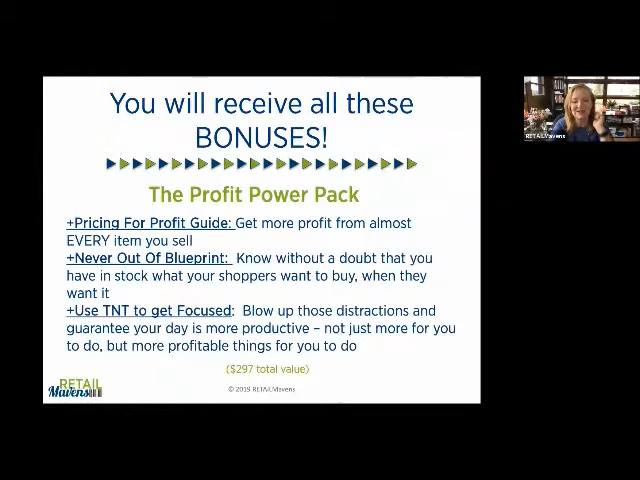 You will receive all these
BONUSES!
The Profit Power Pack
+Pricing For Profit Guide: Get more profit from almost
EVERY item you sell
+Never Out Of Blueprint: Know without a doubt that you
have in stock what your shoppers want to buy, when they
want it
+Use TNT to get Focused: Blow up those distractions and
guarantee your day is more productive – not just more for you
to do, but more profitable things for you to do
($297 total value)
© 2019 RETAILMavens
RETAIL
Mavens
RETAILMavens